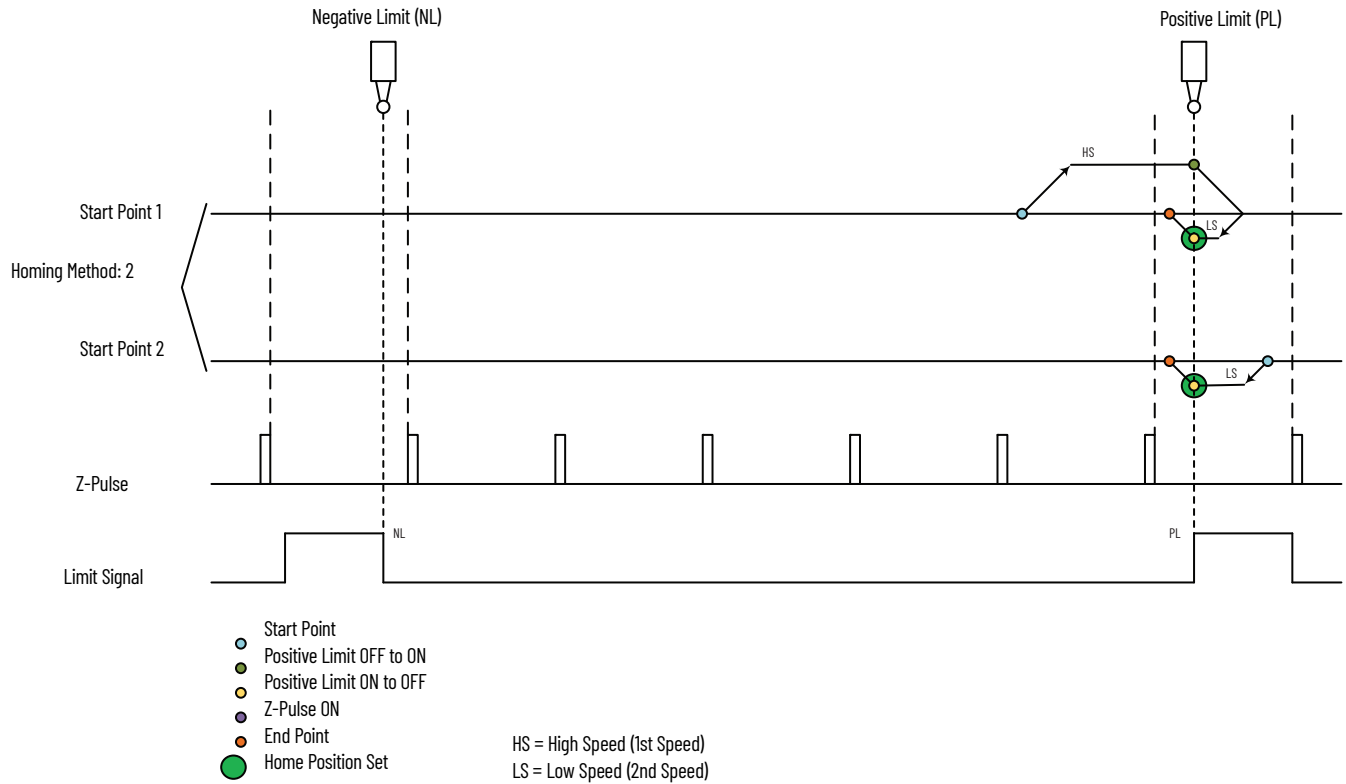 Negative Limit (NL)
Positive Limit (PL)
HS
Start Point 1
LS
Homing Method: 2
Start Point 2
LS
Z-Pulse
NL
PL
Limit Signal
Start Point
Positive Limit OFF to ON
Positive Limit ON to OFF
Z-Pulse ON
End Point
Home Position Set
HS = High Speed (1st Speed)
LS = Low Speed (2nd Speed)